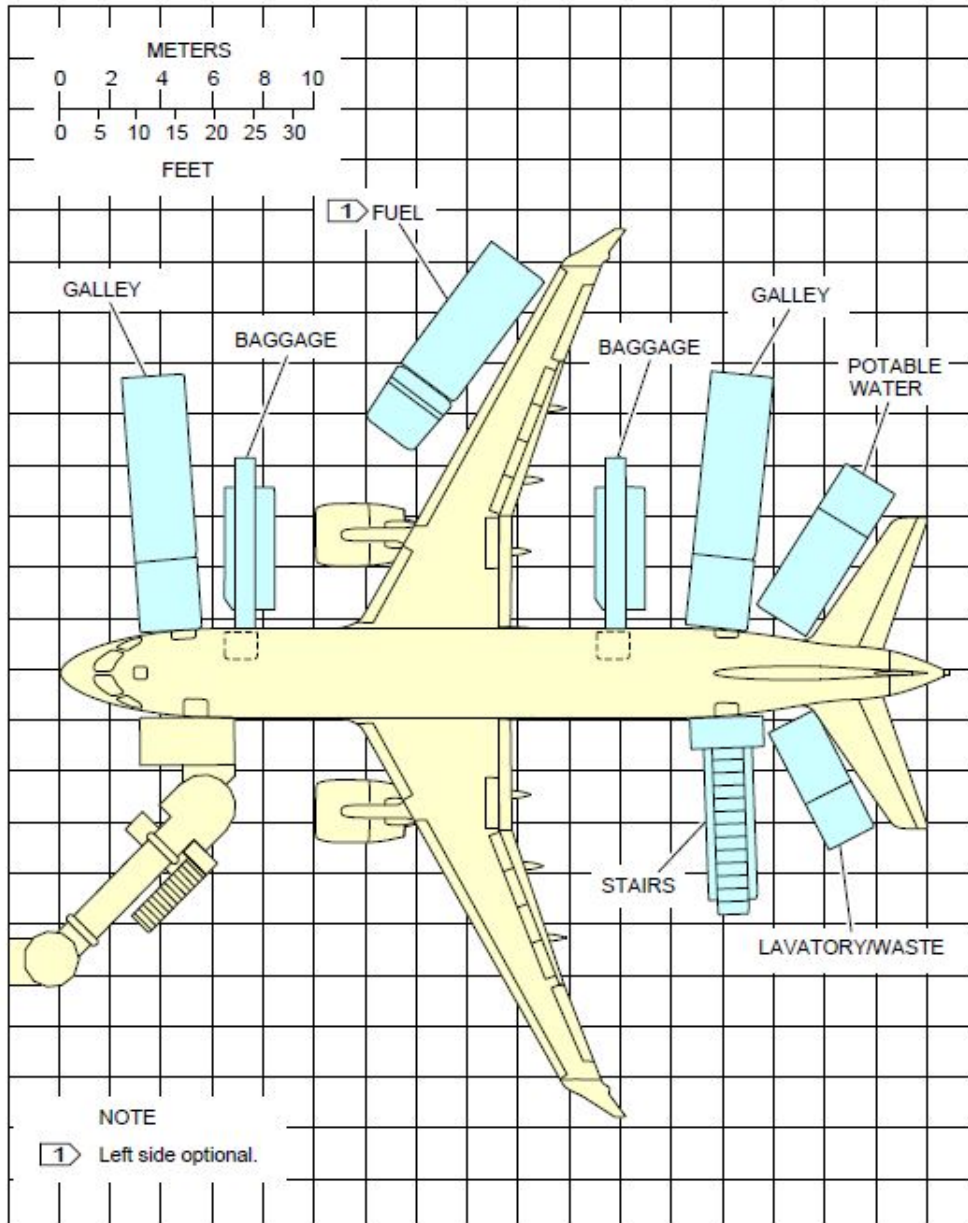 METERS
0 2 4 6 8 10
0 5 10 15 20 25 30
FEET
1 FUEL
GALLEY
GALLEY
BAGGAGE
BAGGAGE
POTABLE
WATER
STAIRS
LAVATORY/WASTE
NOTE
1 Left side optional.